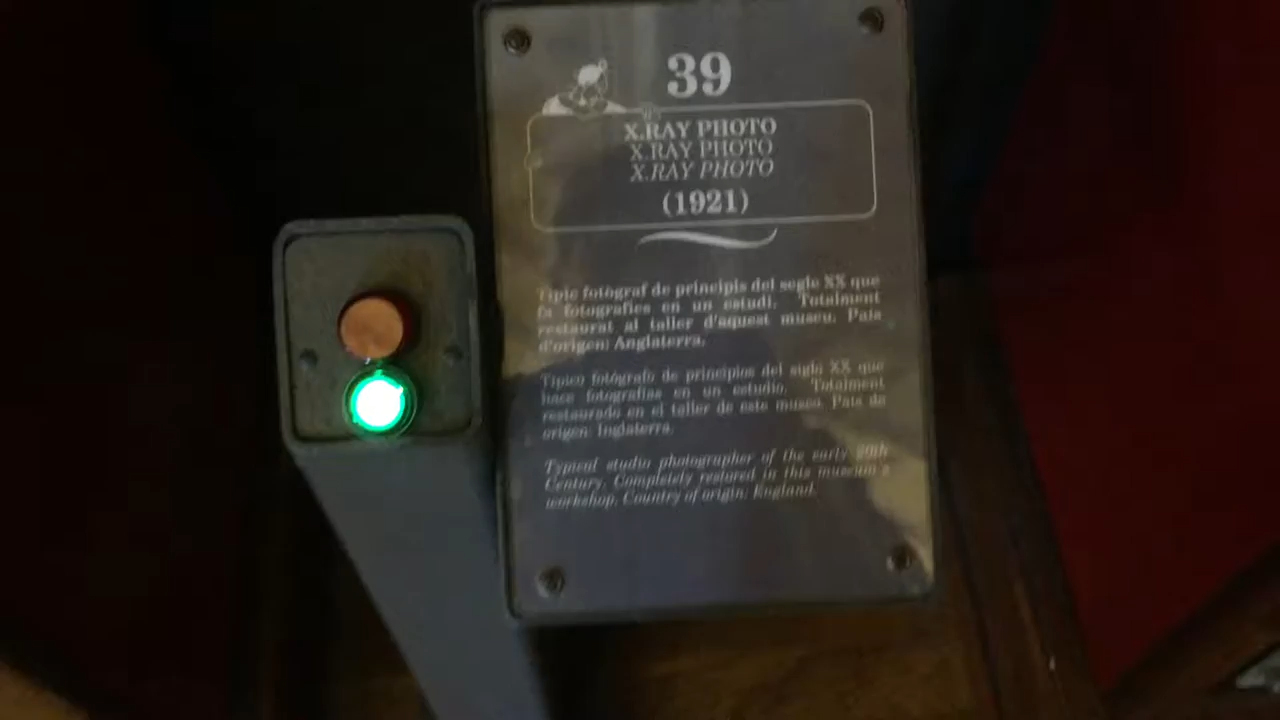 39
X.RAY PHOTO
X.RAY PHOTO
X.RAY PHOTO
(1921)
Típic fotògraf de principis del segle XX que
fa fotografies en un estudi. Totalment
restaurat al taller d'aquest museu. País
d'origen: Anglaterra.
Típico fotógrafo de principios del siglo XX que
hace fotografías en un estudio. Totalment
restaurado en el taller de este museo. País de
origen: Inglaterra.
Typical studio photographer of the early 20th
Century. Completely restored in this museum's
workshop. Country of origin: England.